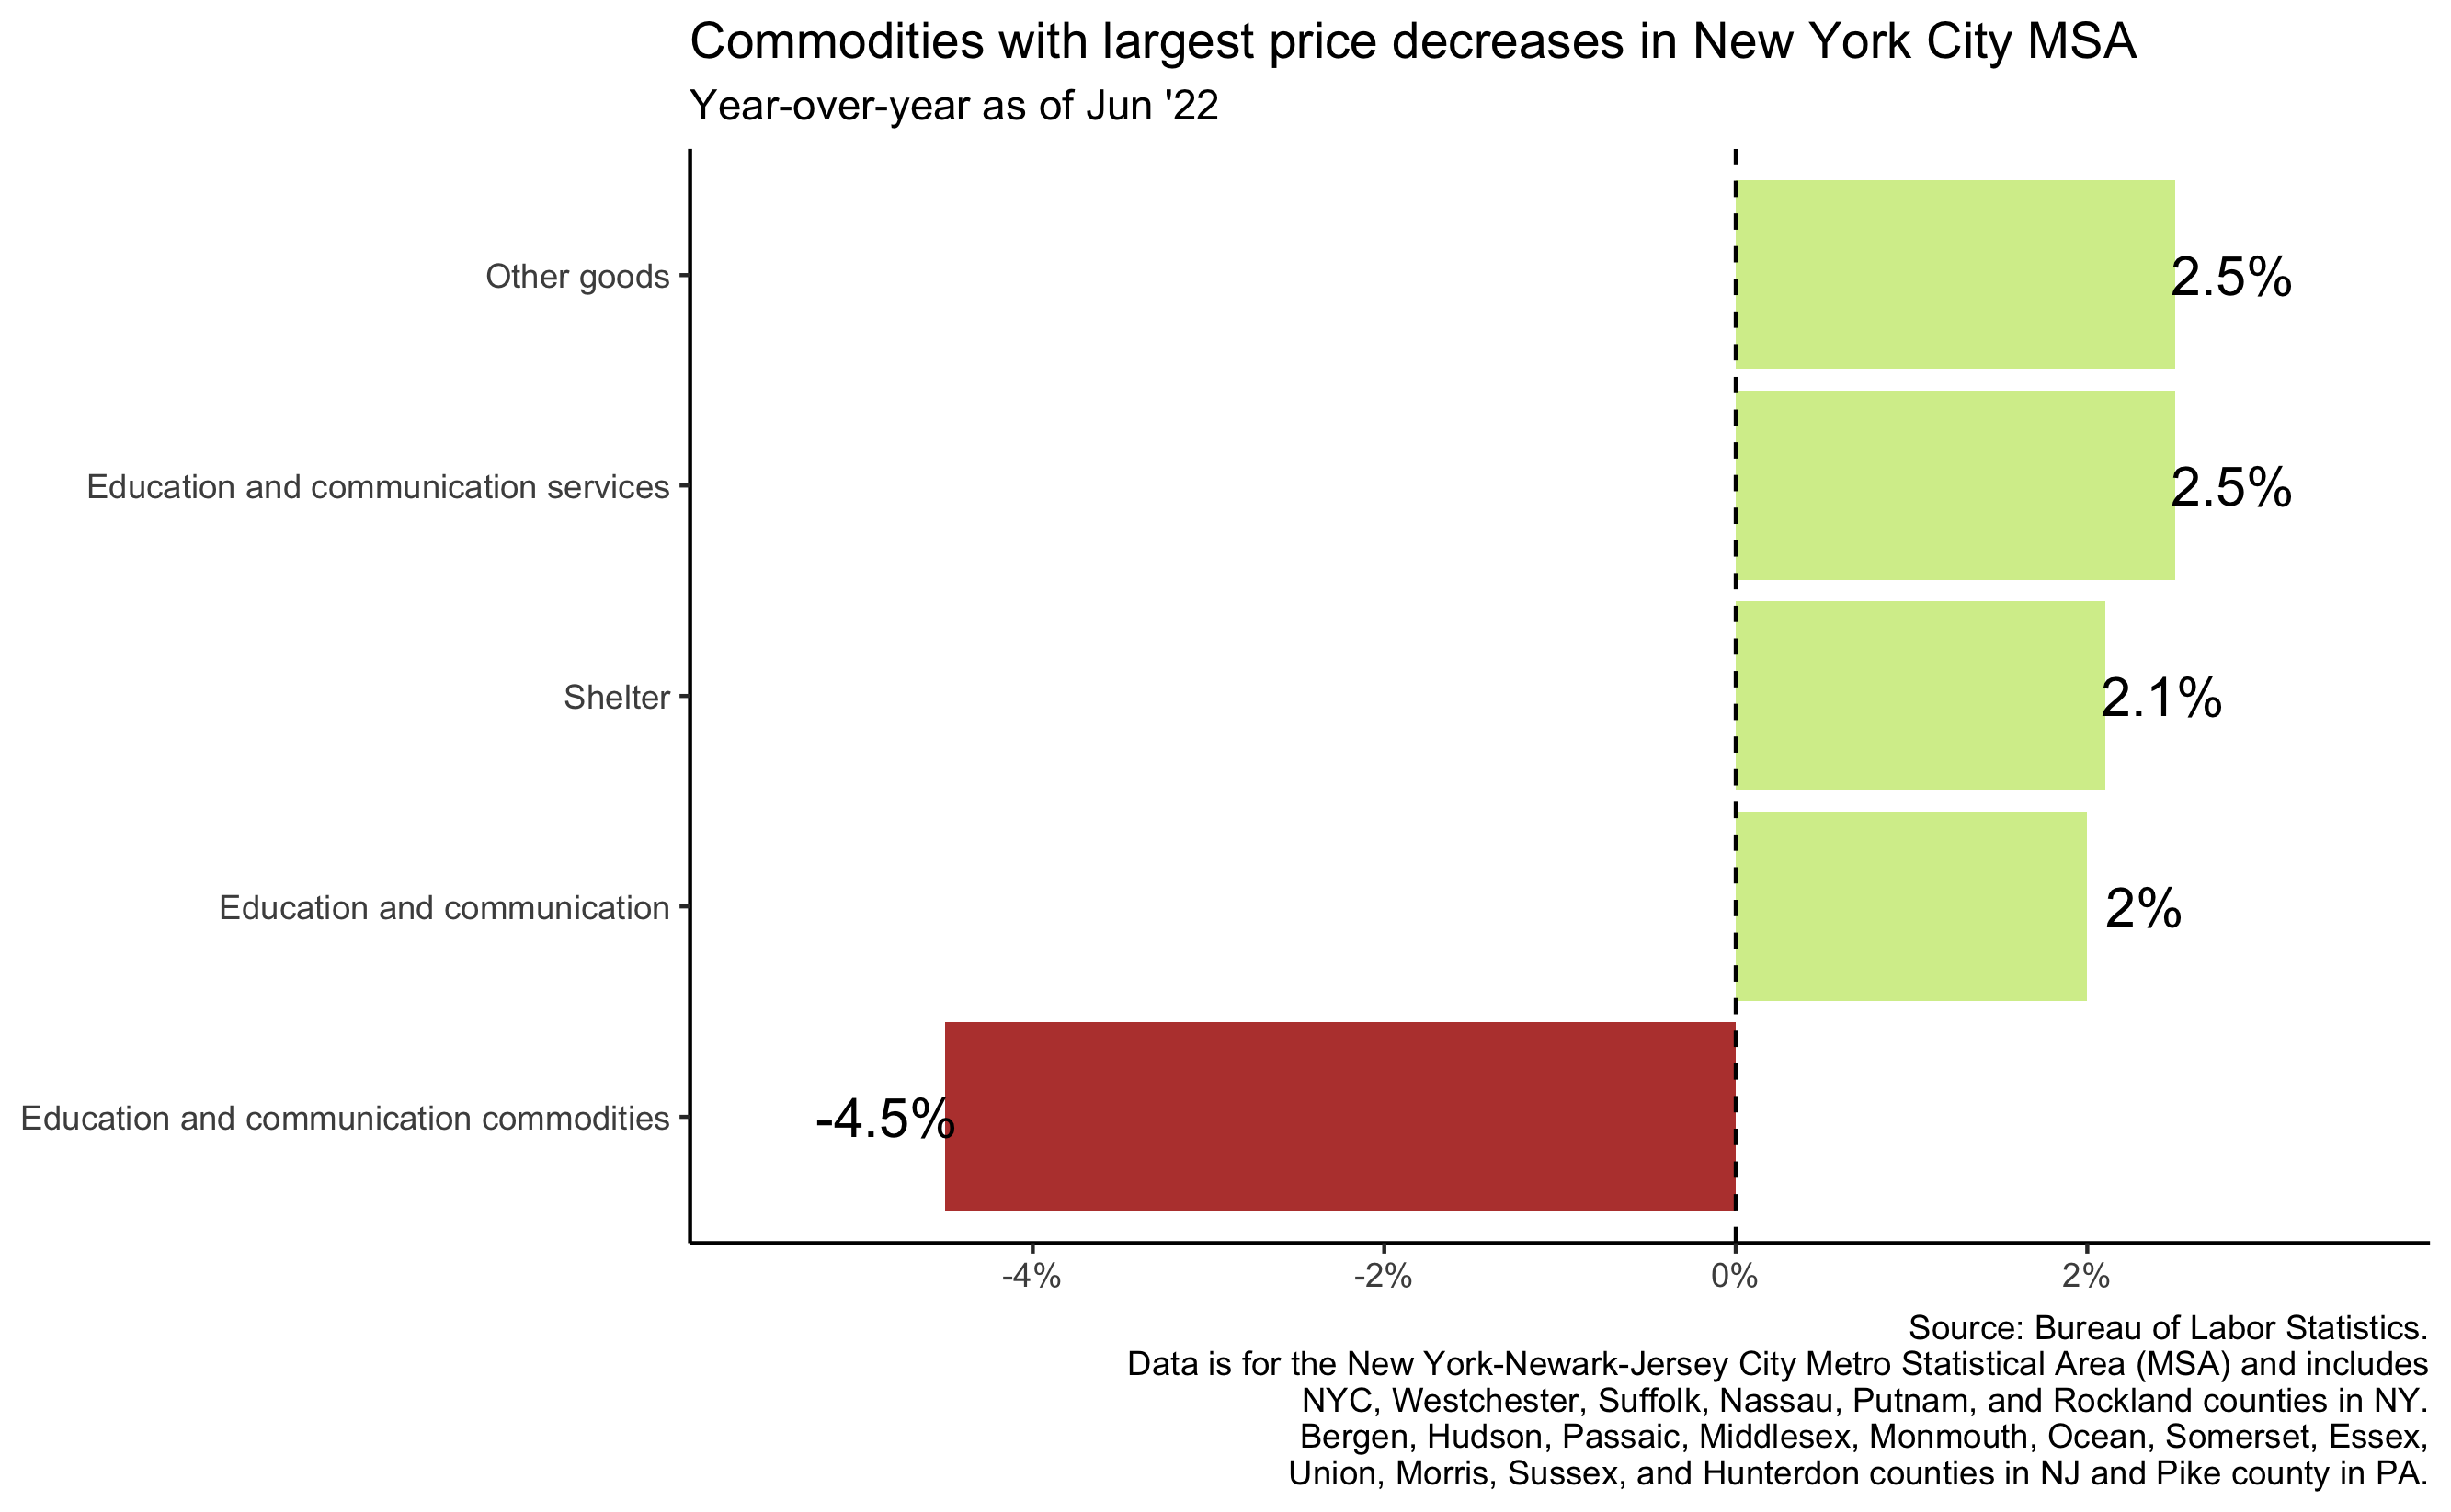 Commodities with largest price decreases in New York City MSA
Year-over-year as of Jun '22
Other goods
2.5%
Education and communication services
2.5%
Shelter
2.1%
Education and communication
2%
Education and communication commodities
-4.5%
-4%
-2%
0%
2%
Source: Bureau of Labor Statistics.
Data is for the New York-Newark-Jersey City Metro Statistical Area (MSA) and includes
NYC, Westchester, Suffolk, Nassau, Putnam, and Rockland counties in NY.
Bergen, Hudson, Passaic, Middlesex, Monmouth, Ocean, Somerset, Essex,
Union, Morris, Sussex, and Hunterdon counties in NJ and Pike county in PA.